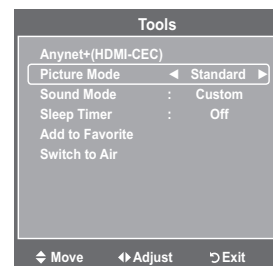 Tools
Anynet+(HDMI-CEC)
Picture Mode ◄ Standard ►
Sound Mode : Custom
Sleep Timer : Off
Add to Favorite
Switch to Air
Move Adjust Exit